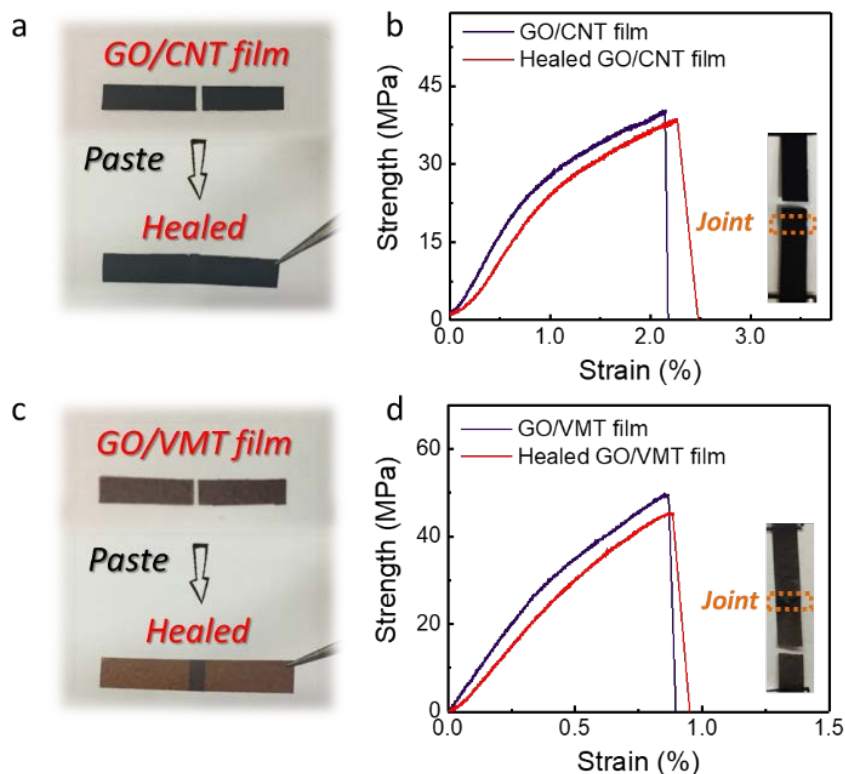 a
GO/CNT film
Paste
Healed
b
GO/CNT film
Healed GO/CNT film
Strength (MPa)
45
30
15
0
0.0
1.0
2.0
3.0
Strain (%)
Joint
c
GO/VMT film
Paste
Healed
d
GO/VMT film
Healed GO/VMT film
Strength (MPa)
60
40
20
0
0.0
0.5
1.0
1.5
Strain (%)
Joint